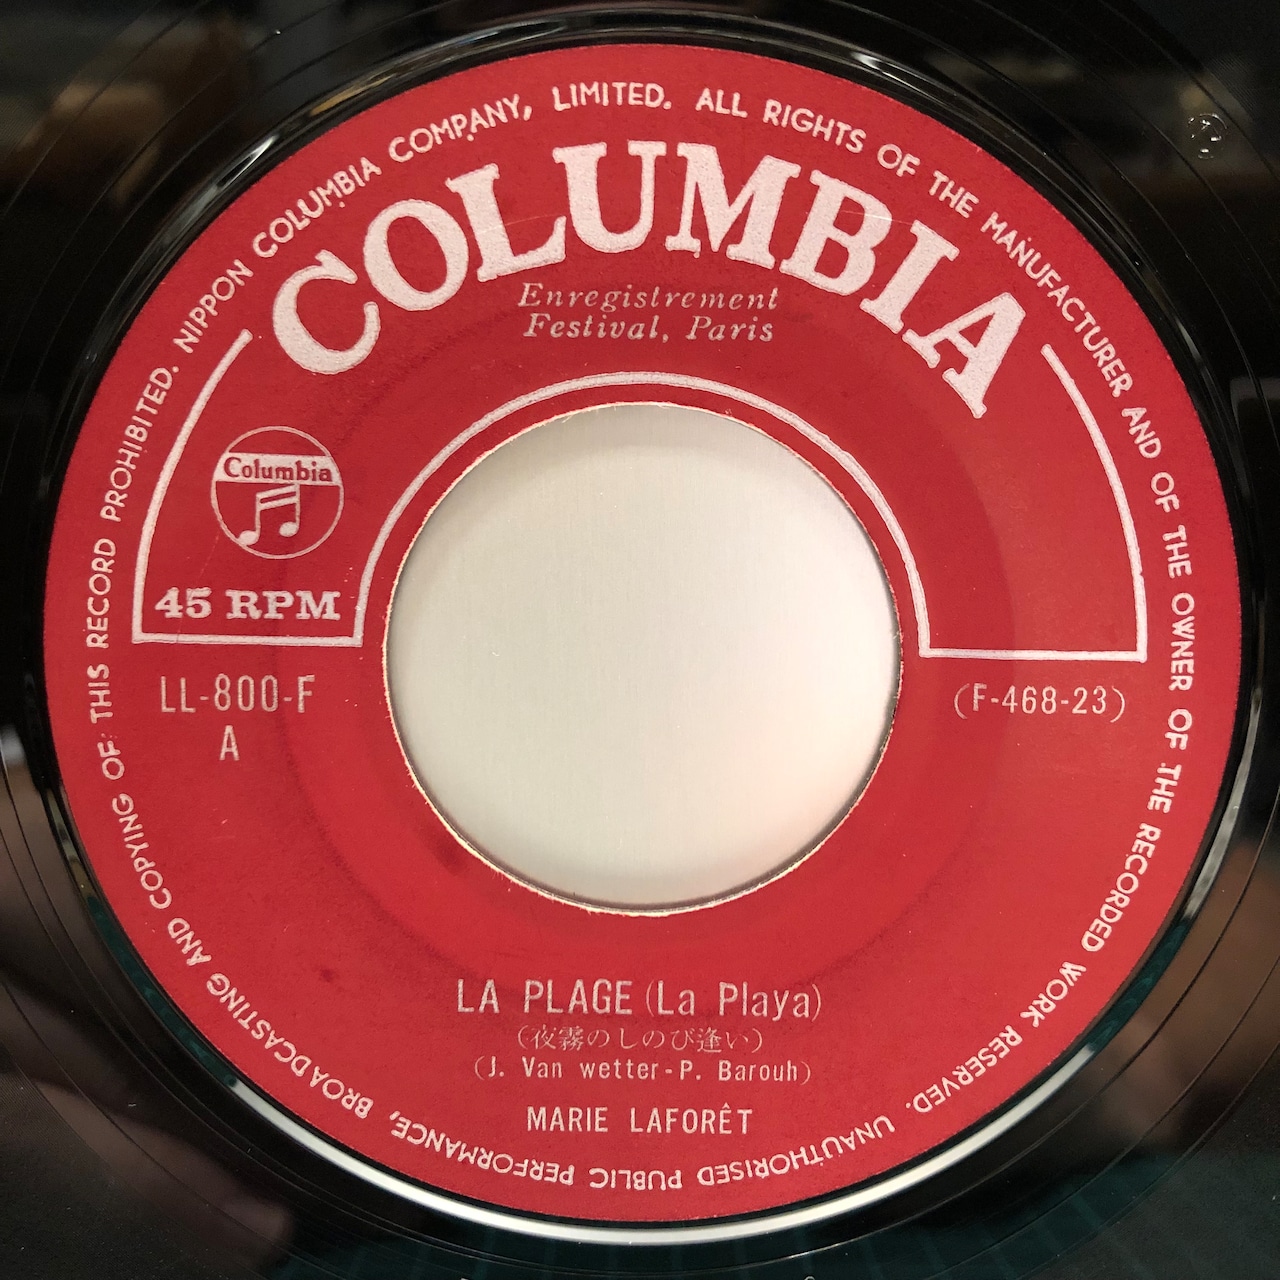 NIPPON COLUMBIA COMPANY, LIMITED. ALL RIGHTS OF THE MANUFACTURER AND OF THE OWNER OF THE RECORDED WORK RESERVED. UNAUTHORISED PUBLIC PERFORMANCE, BROADCASTING AND COPYING OF THIS RECORD PROHIBITED.
COLUMBIA
Enregistrement
Festival, Paris
Columbia
45 RPM
LL-800-F
(F-468-23)
A
LA PLAGE (La Playa)
(夜霧のしのび逢い)
(J. Van wetter-P. Barouh)
MARIE LAFORÊT